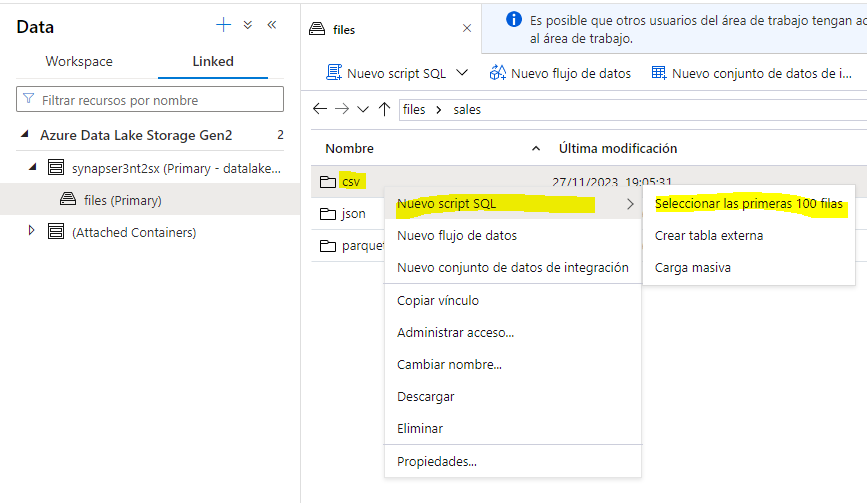 Data
Workspace
Linked
Filtrar recursos por nombre
Azure Data Lake Storage Gen2
2
synapser3nt2sx (Primary - datalake...
files (Primary)
(Attached Containers)
files
Es posible que otros usuarios del área de trabajo tengan ac
al área de trabajo.
Nuevo script SQL
Nuevo flujo de datos
Nuevo conjunto de datos de i...
files
sales
Nombre
Última modificación
csv
27/11/2023 19:05:31
json
parquet
Nuevo script SQL
Nuevo flujo de datos
Nuevo conjunto de datos de integración
Copiar vínculo
Administrar acceso...
Cambiar nombre...
Descargar
Eliminar
Propiedades...
Seleccionar las primeras 100 filas
Crear tabla externa
Carga masiva